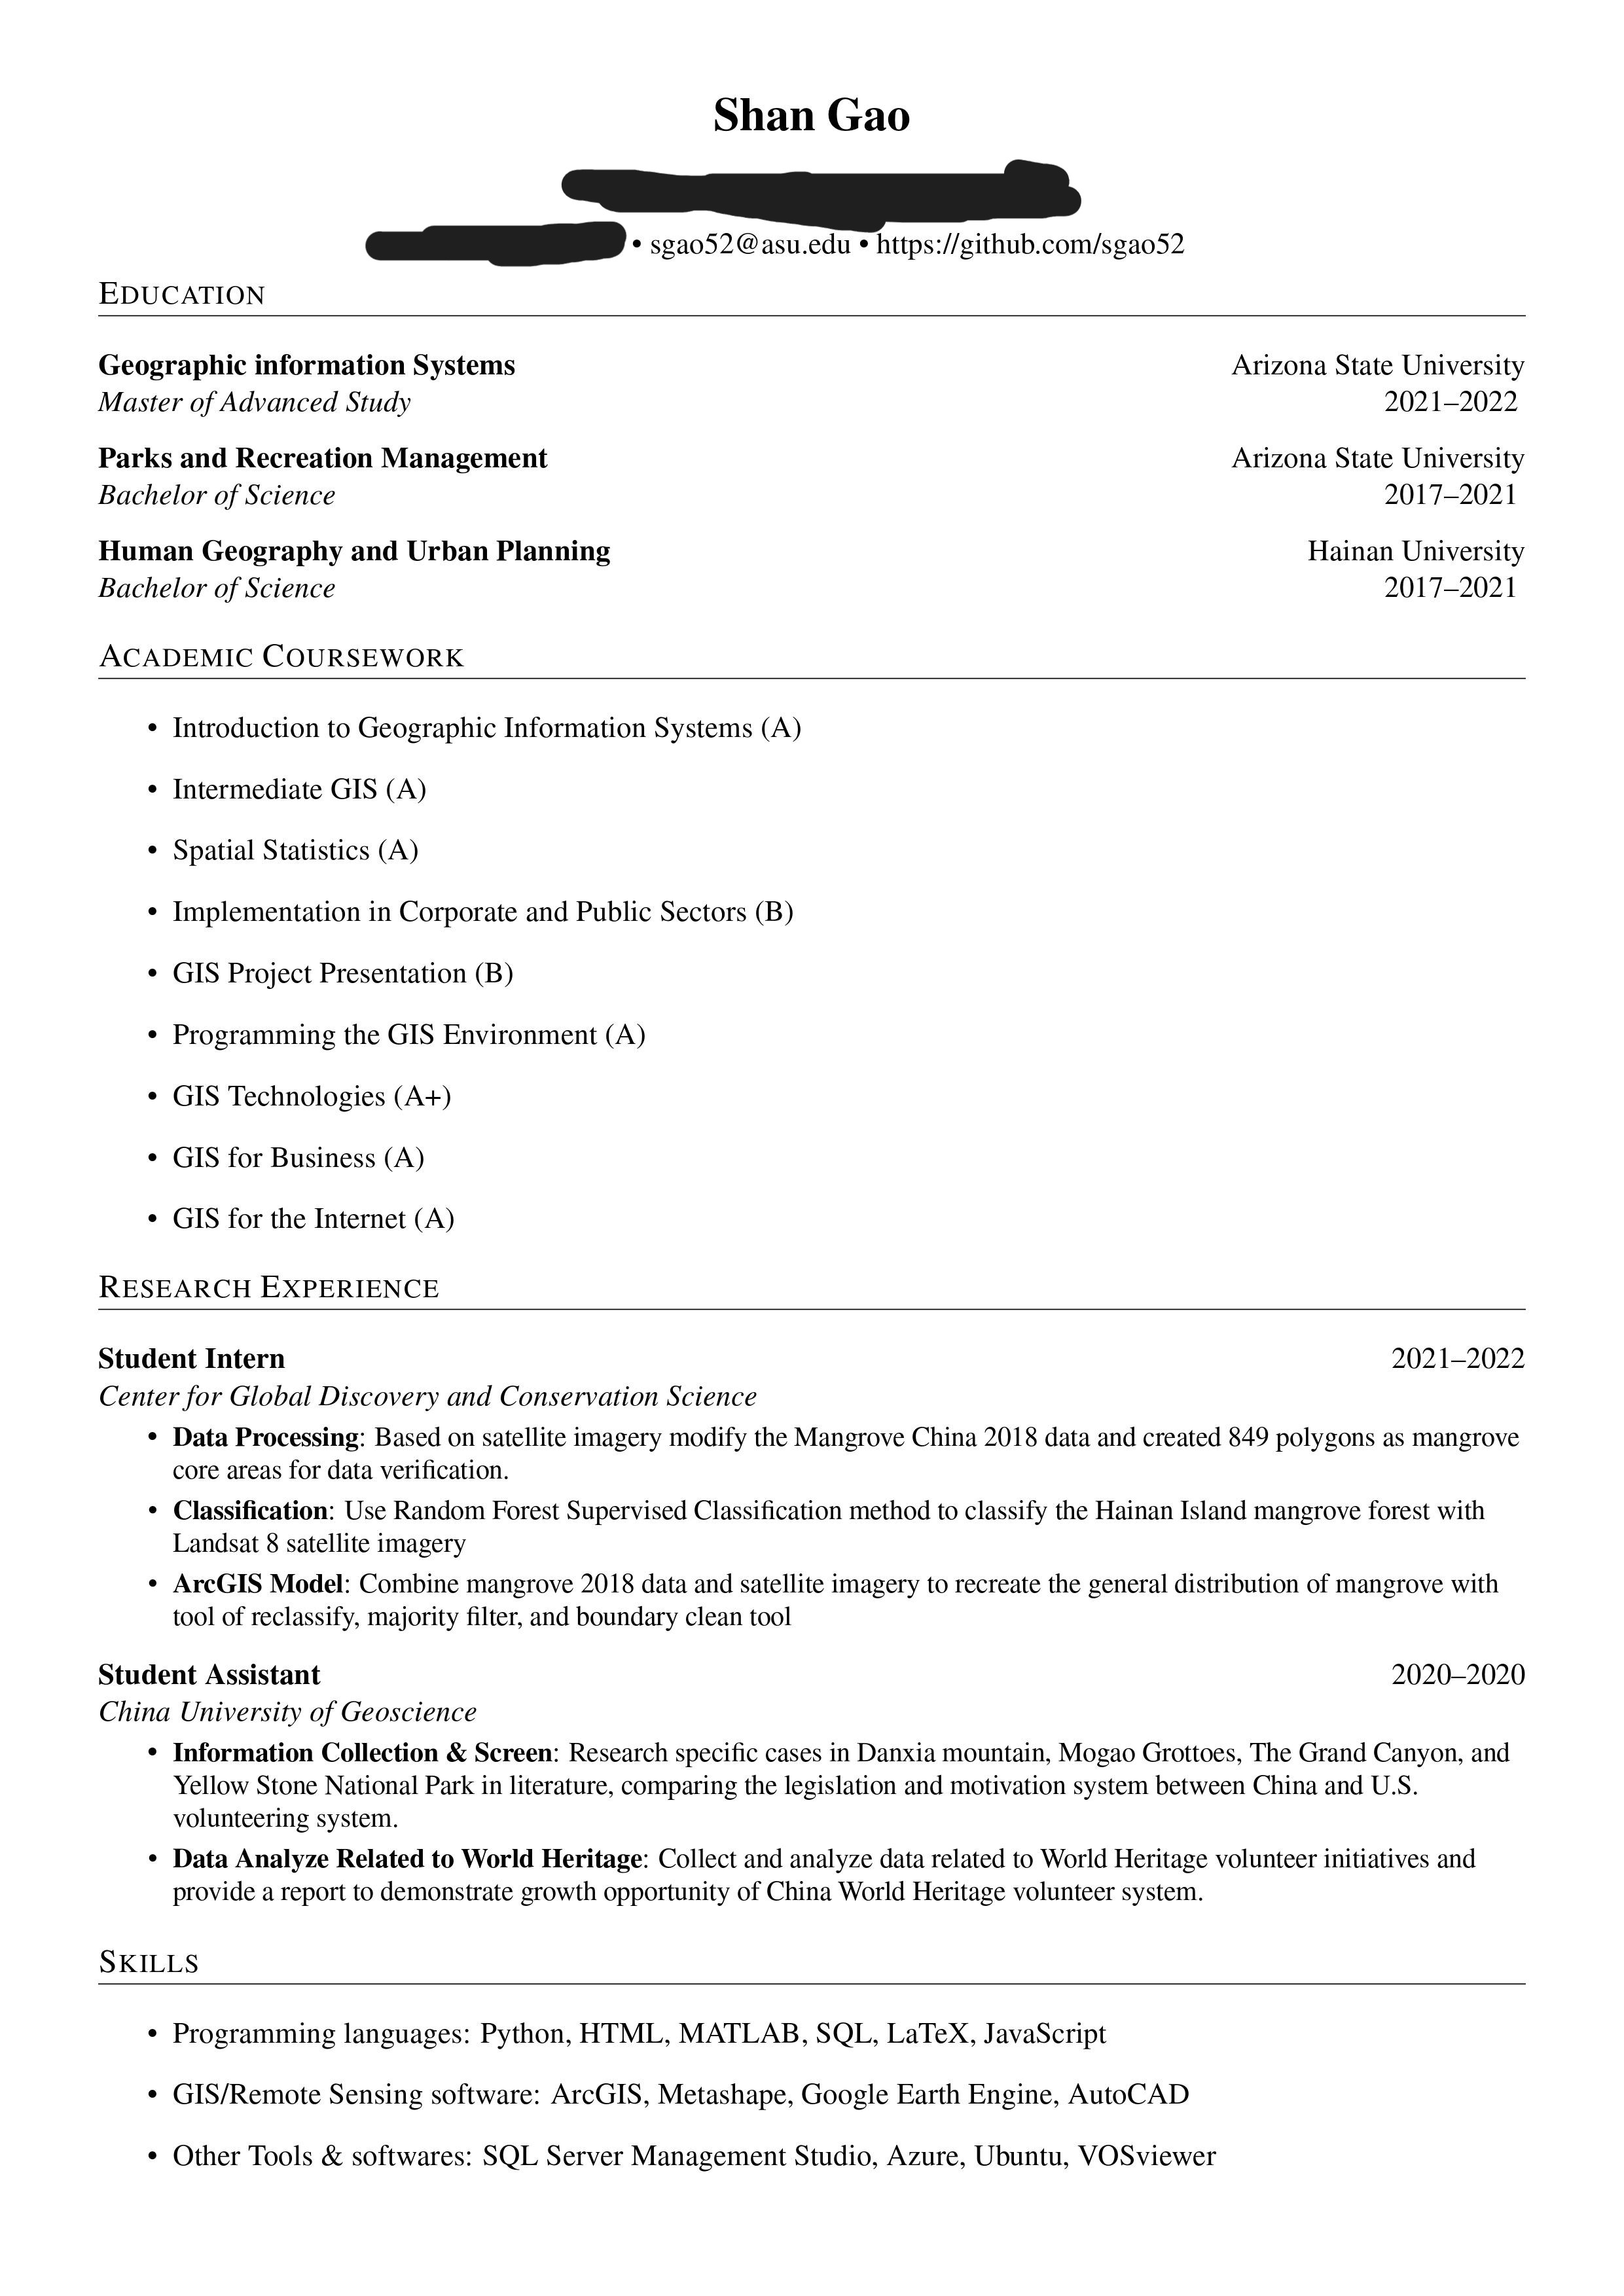 Shan Gao
• sgao52@asu.edu • https://github.com/sgao52
EDUCATION
Geographic information Systems Arizona State University
Master of Advanced Study 2021–2022
Parks and Recreation Management Arizona State University
Bachelor of Science 2017–2021
Human Geography and Urban Planning Hainan University
Bachelor of Science 2017–2021
ACADEMIC COURSEWORK
• Introduction to Geographic Information Systems (A)
• Intermediate GIS (A)
• Spatial Statistics (A)
• Implementation in Corporate and Public Sectors (B)
• GIS Project Presentation (B)
• Programming the GIS Environment (A)
• GIS Technologies (A+)
• GIS for Business (A)
• GIS for the Internet (A)
RESEARCH EXPERIENCE
Student Intern 2021–2022
Center for Global Discovery and Conservation Science
• Data Processing: Based on satellite imagery modify the Mangrove China 2018 data and created 849 polygons as mangrove
core areas for data verification.
• Classification: Use Random Forest Supervised Classification method to classify the Hainan Island mangrove forest with
Landsat 8 satellite imagery
• ArcGIS Model: Combine mangrove 2018 data and satellite imagery to recreate the general distribution of mangrove with
tool of reclassify, majority filter, and boundary clean tool
Student Assistant 2020–2020
China University of Geoscience
• Information Collection & Screen: Research specific cases in Danxia mountain, Mogao Grottoes, The Grand Canyon, and
Yellow Stone National Park in literature, comparing the legislation and motivation system between China and U.S.
volunteering system.
• Data Analyze Related to World Heritage: Collect and analyze data related to World Heritage volunteer initiatives and
provide a report to demonstrate growth opportunity of China World Heritage volunteer system.
SKILLS
• Programming languages: Python, HTML, MATLAB, SQL, LaTeX, JavaScript
• GIS/Remote Sensing software: ArcGIS, Metashape, Google Earth Engine, AutoCAD
• Other Tools & softwares: SQL Server Management Studio, Azure, Ubuntu, VOSviewer